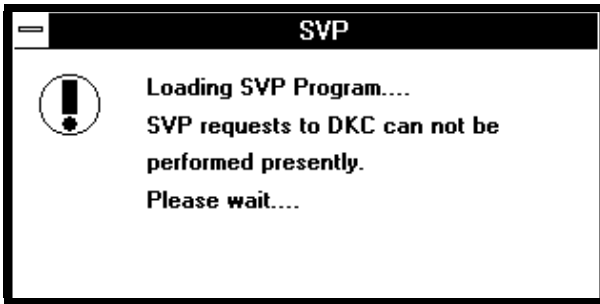 SVP
Loading SVP Program....
SVP requests to DKC can not be
performed presently.
Please wait....